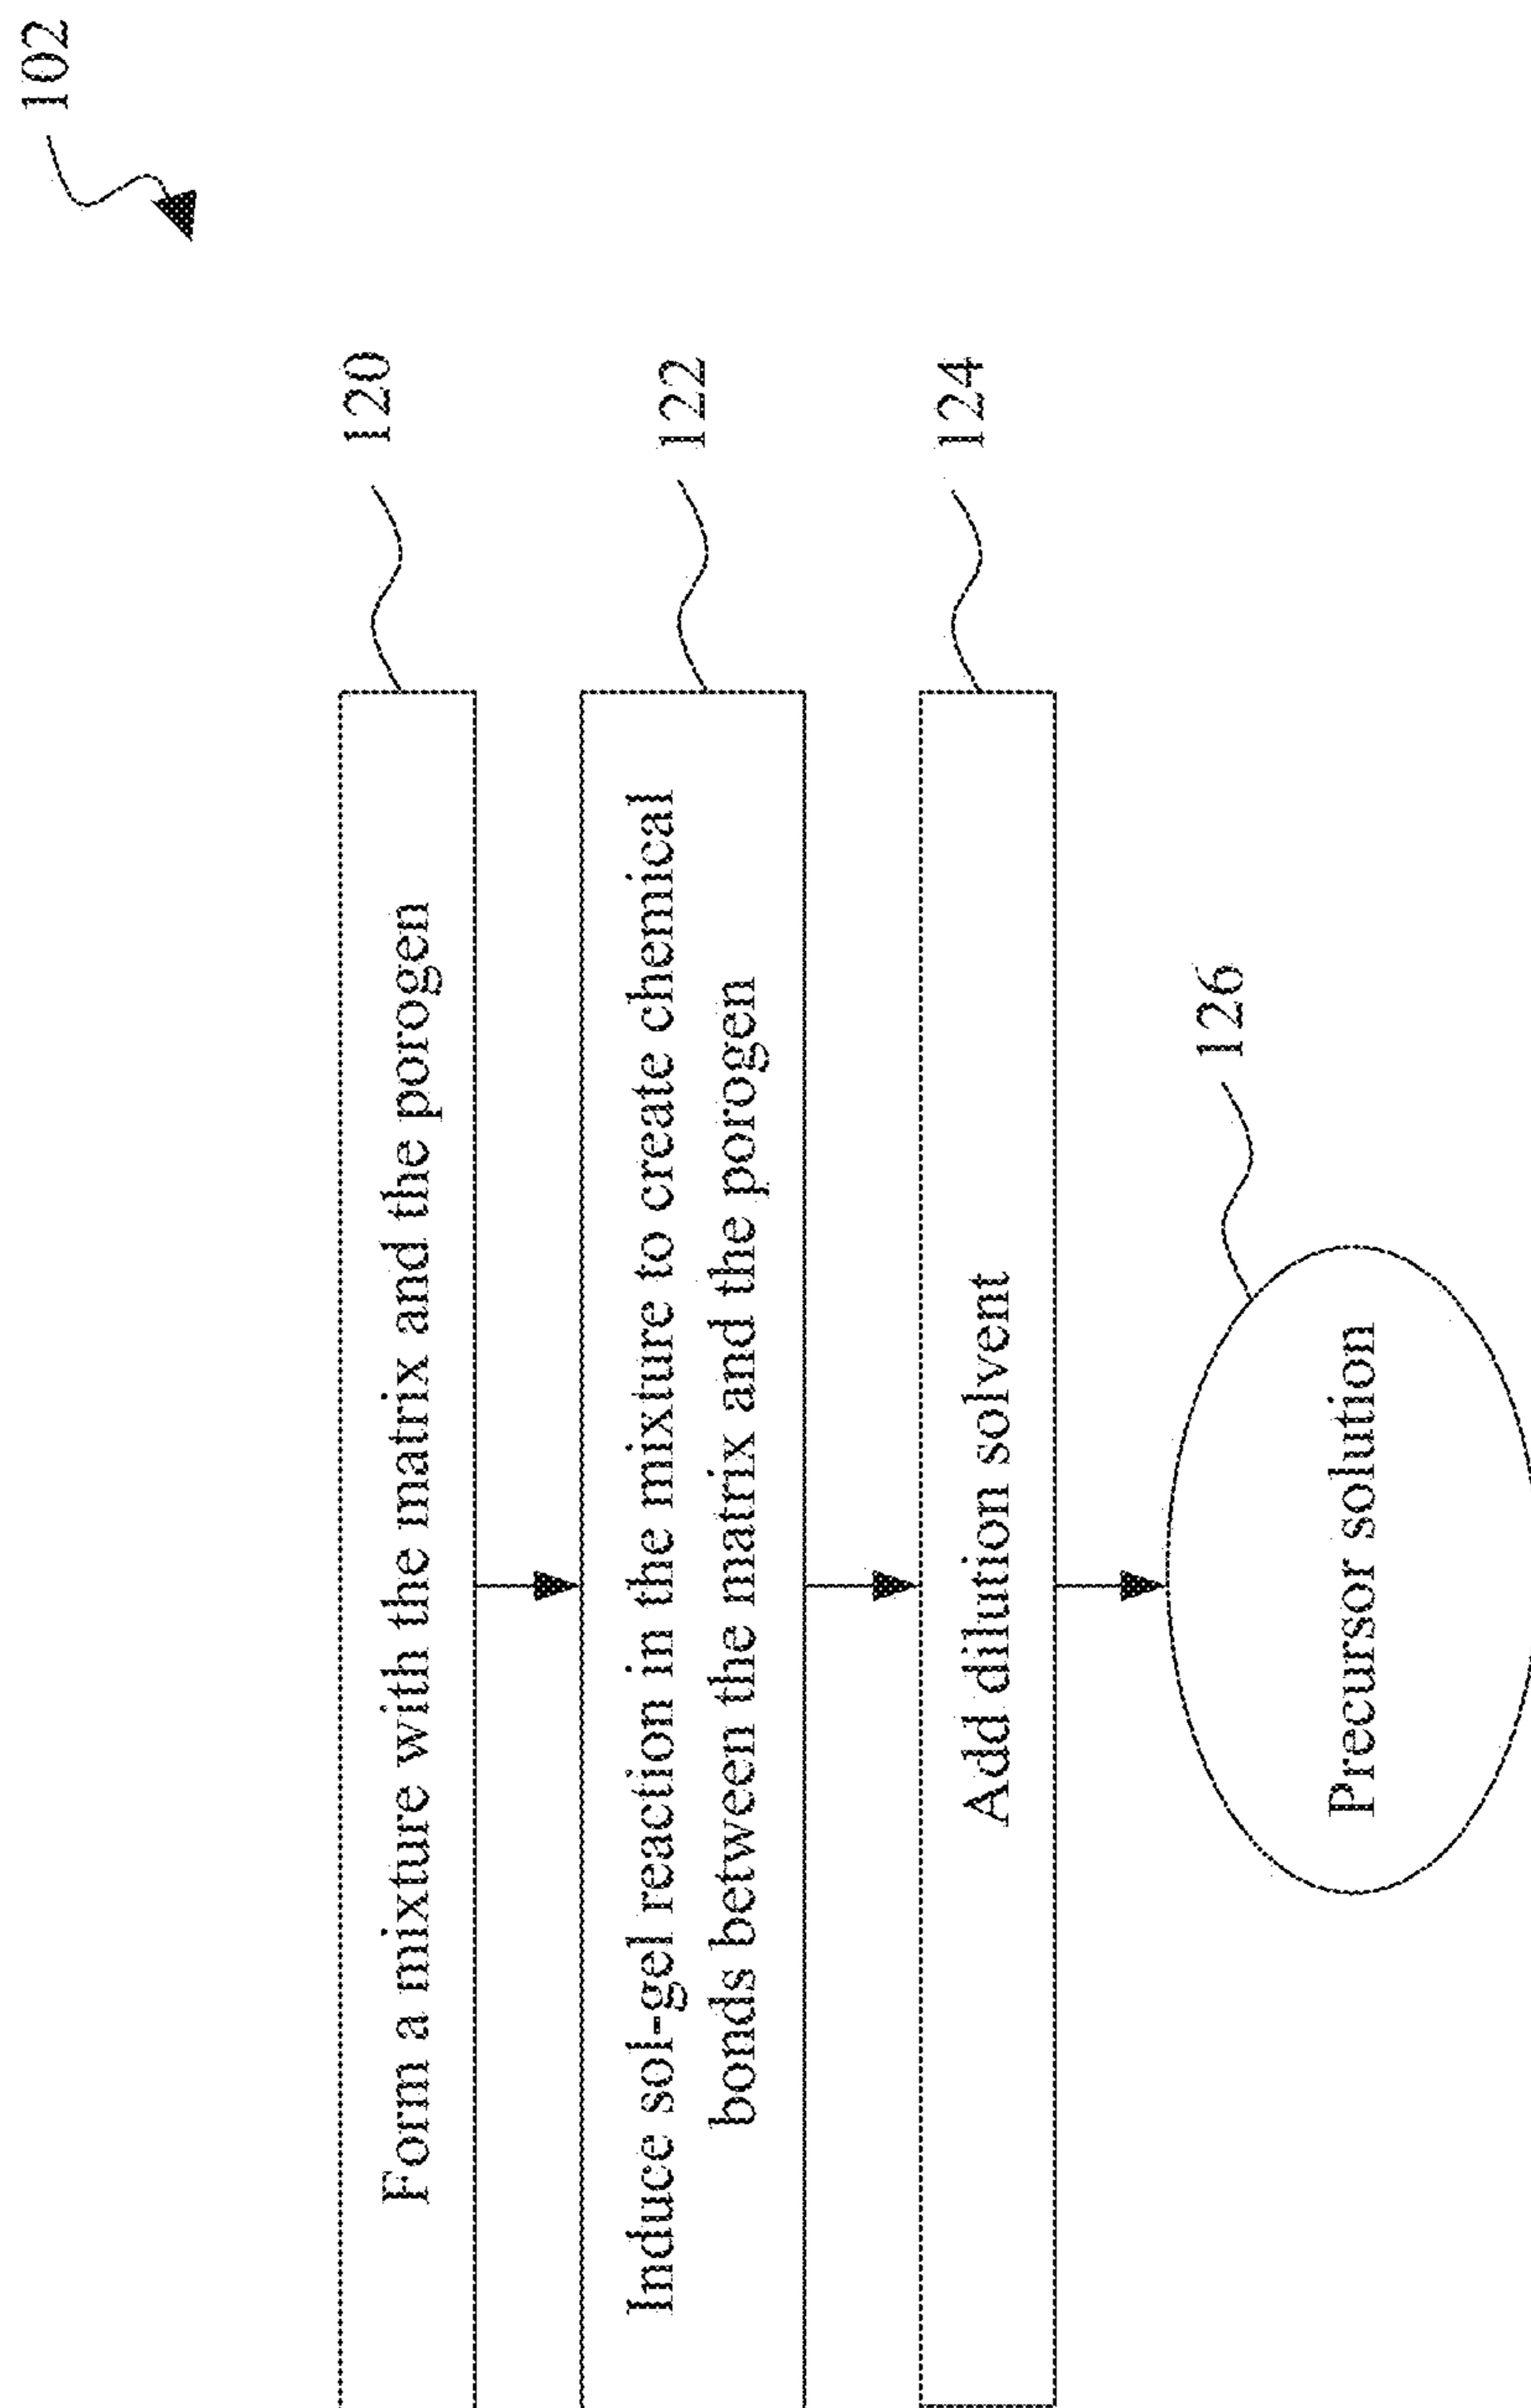 102
Form a mixture with the matrix and the porogen
120
Induce sol-gel reaction in the mixture to create chemical
bonds between the matrix and the porogen
122
Add dilution solvent
124
Precursor solution
126